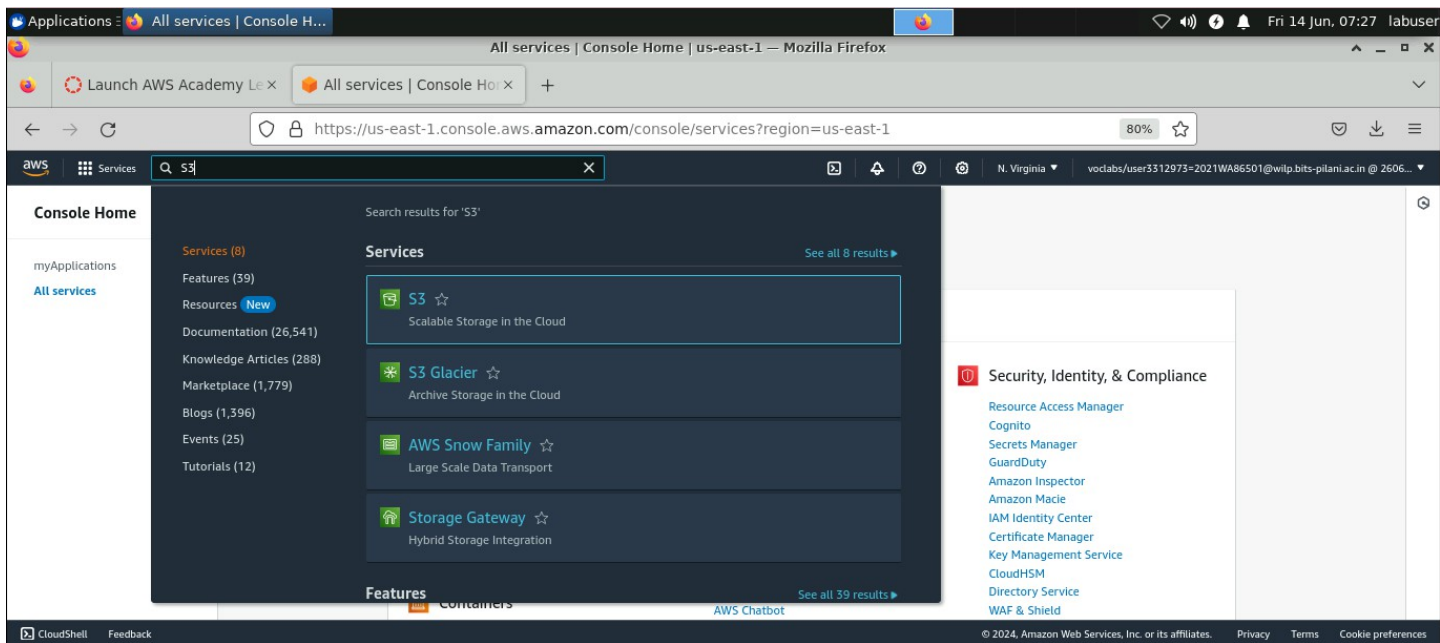 Applications
All services | Console H...
Fri 14 Jun, 07:27 labuser
All services | Console Home | us-east-1 — Mozilla Firefox
Launch AWS Academy Le
All services | Console Hor
https://us-east-1.console.aws.amazon.com/console/services?region=us-east-1
80%
aws
Services
S3
N. Virginia
voclabs/user3312973=2021WA86501@wilp.bits-pilani.ac.in @ 2606...
Console Home
myApplications
All services
Search results for 'S3'
Services (8)
Features (39)
Resources New
Documentation (26,541)
Knowledge Articles (288)
Marketplace (1,779)
Blogs (1,396)
Events (25)
Tutorials (12)
Services
See all 8 results
S3
Scalable Storage in the Cloud
S3 Glacier
Archive Storage in the Cloud
AWS Snow Family
Large Scale Data Transport
Storage Gateway
Hybrid Storage Integration
Features
See all 39 results
Containers
AWS Chatbot
Security, Identity, & Compliance
Resource Access Manager
Cognito
Secrets Manager
GuardDuty
Amazon Inspector
Amazon Macie
IAM Identity Center
Certificate Manager
Key Management Service
CloudHSM
Directory Service
WAF & Shield
CloudShell
Feedback
© 2024, Amazon Web Services, Inc. or its affiliates.
Privacy
Terms
Cookie preferences